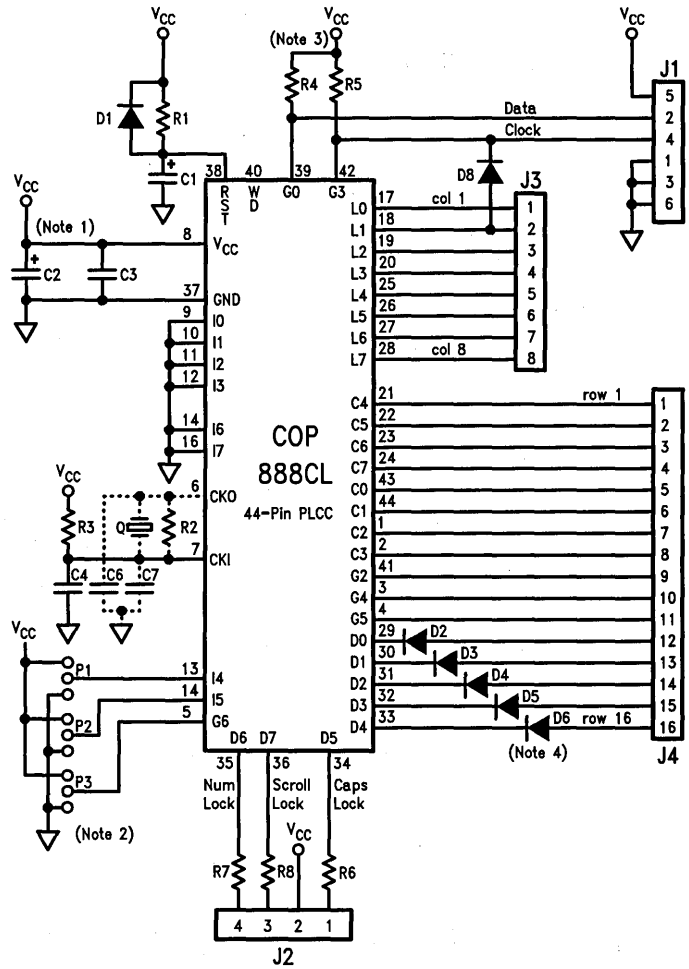 VCC VCC VCC
(Note 3) J1
R4 R5 5
D1 R1 Data 2
Clock 4
1
38 40 39 42 D8 3
C1 RST WD G0 G3 J3 6
VCC L0 17 col 1 1
(Note 1) L1 18 2
8 VCC L2 19 3
C2 C3 L3 20 4
37 GND L4 25 5
9 I0 L5 26 6
10 I1 L6 27 7
11 I2 L7 28 col 8 8
12 I3
C4 21 row 1 1
14 I6 C5 22 2
16 I7 COP C6 23 3
888CL C7 24 4
VCC 6 CKO C0 43 5
44-Pin PLCC C1 44 6
R3 Q R2 C2 1 7
7 CKI C3 2 8
C4 C6 C7 G2 41 9
G4 3 10
VCC G5 4 11
D0 29 D2 12
P1 13 I4 D1 30 D3 13
14 I5 D2 31 D4 14
P2 5 G6 D3 32 D5 15
D6 D7 D5 D4 33 D6 row 16 16
P3 35 36 34 (Note 4) J4
Num Scroll Caps
Lock Lock Lock
(Note 2) VCC
R7 R8 R6
4 3 2 1
J2